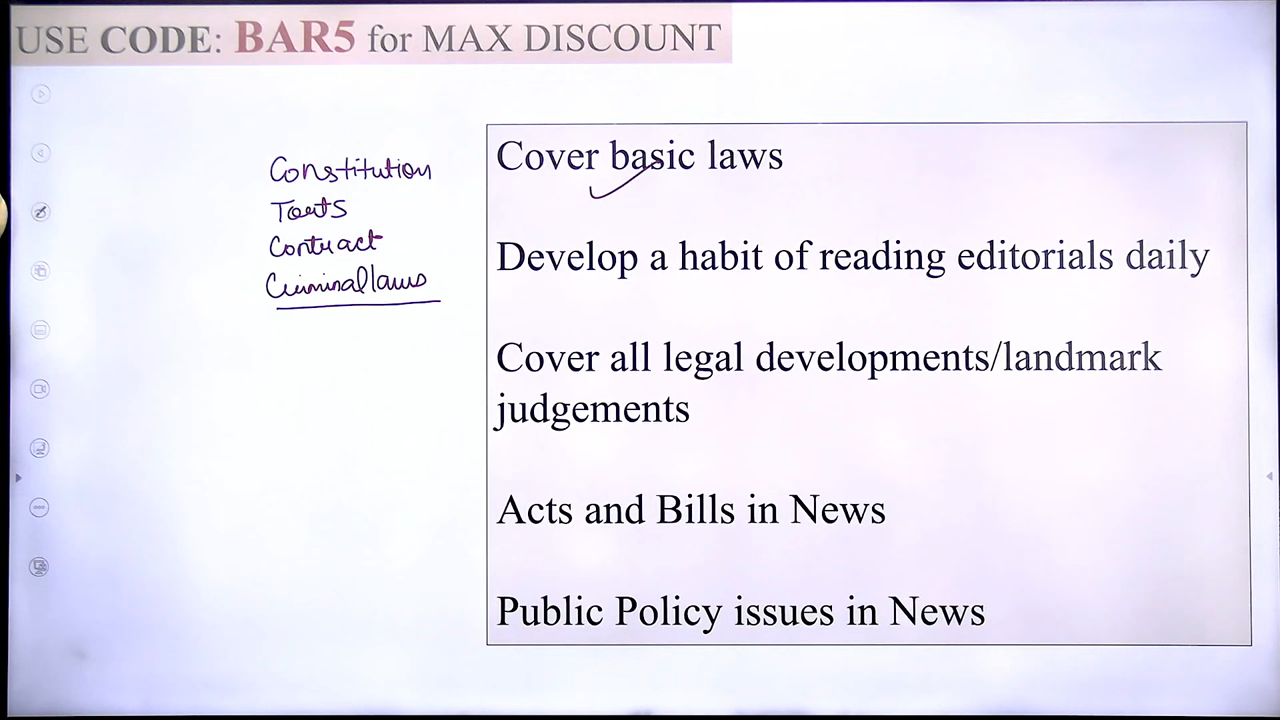 USE CODE: BAR5 for MAX DISCOUNT
Constitution
Torts
Contract
Criminal laws
Cover basic laws
Develop a habit of reading editorials daily
Cover all legal developments/landmark
judgements
Acts and Bills in News
Public Policy issues in News